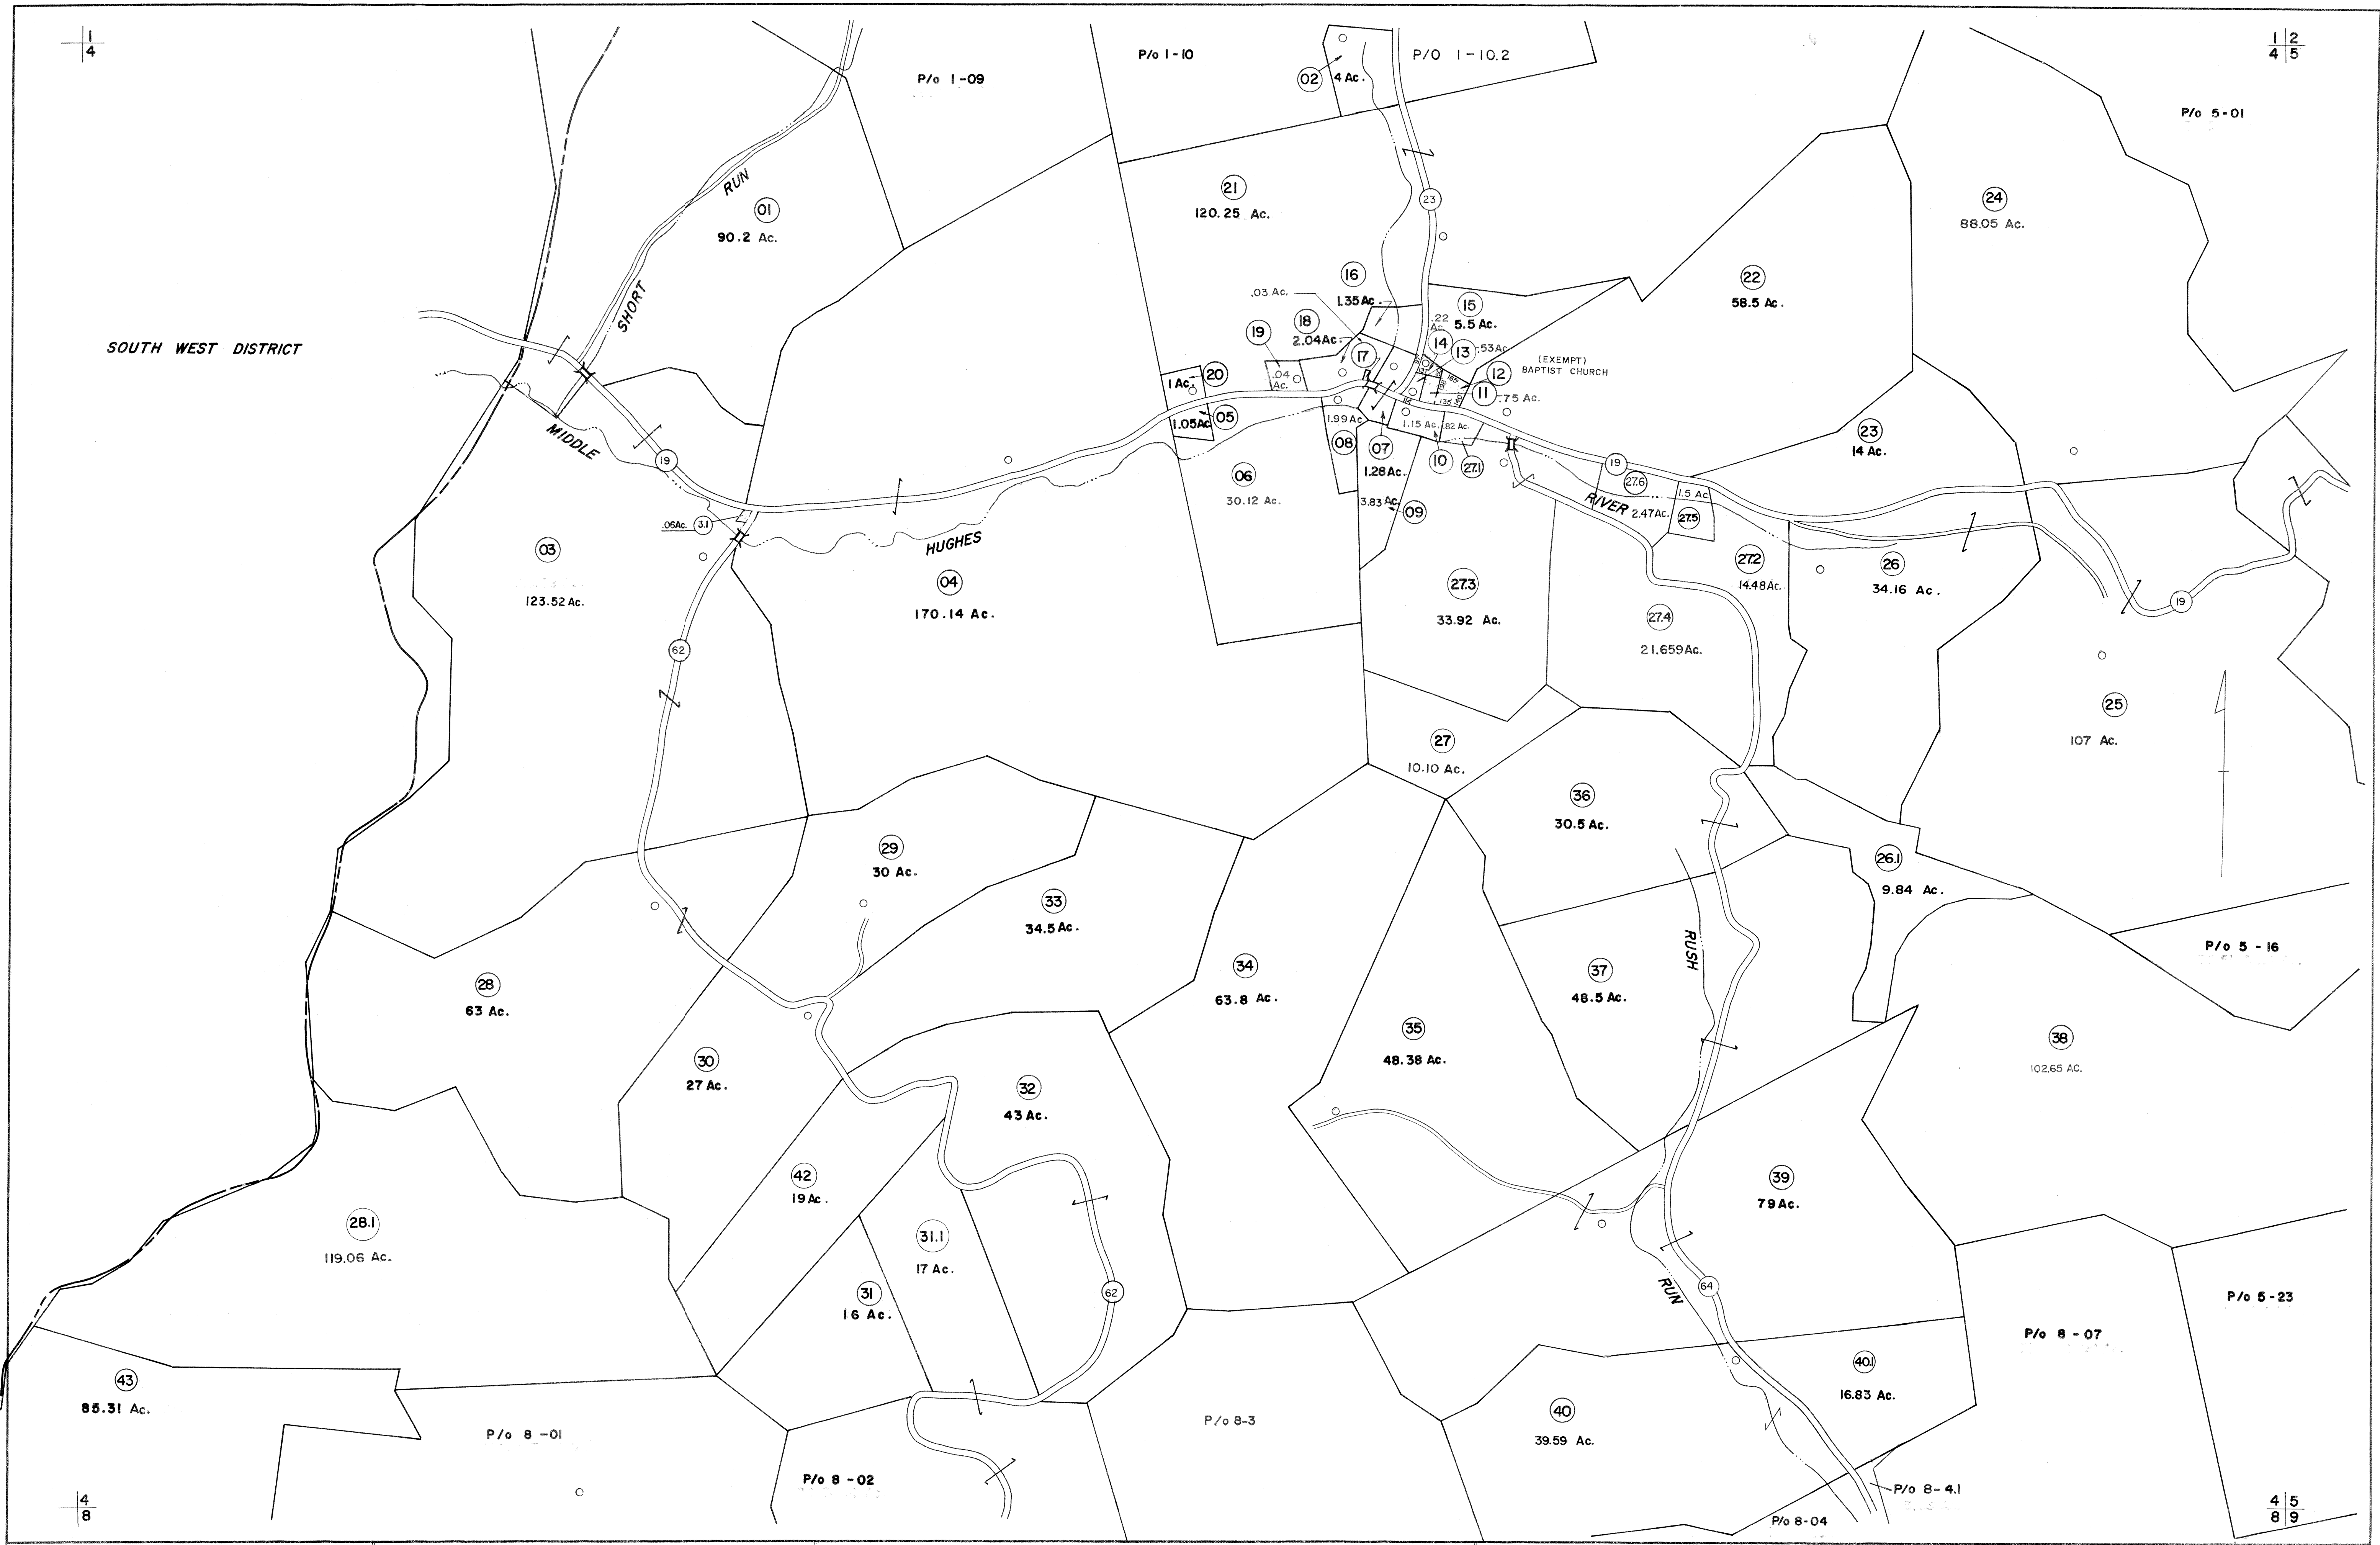 1
4
P/o 1-09
P/o 1-10
02
4 Ac.
P/O 1-10.2
1 2
4 5
P/o 5-01
RUN
01
90.2 Ac.
21
120.25 Ac.
23
24
88.05 Ac.
SHORT
SOUTH WEST DISTRICT
16
1.35 Ac.
.03 Ac.
15
5.5 Ac.
.22
Ac.
22
58.5 Ac.
18
2.04 Ac.
19
.04
Ac.
17
14
13
.53 Ac.
12
(EXEMPT)
BAPTIST CHURCH
11
.75 Ac.
135
165
1 Ac.
20
05
1.05 Ac.
1.99 Ac.
08
07
1.28 Ac.
1.15 Ac.
10
.82 Ac.
27.1
23
14 Ac.
MIDDLE
19
19
06
30.12 Ac.
3.83 Ac.
09
RIVER
27.6
2.47 Ac.
1.5 Ac.
27.5
.06 Ac.
3.1
HUGHES
03
123.52 Ac.
04
170.14 Ac.
27.3
33.92 Ac.
27.2
14.48 Ac.
26
34.16 Ac.
19
27.4
21.659 Ac.
62
25
107 Ac.
27
10.10 Ac.
36
30.5 Ac.
29
30 Ac.
26.1
9.84 Ac.
33
34.5 Ac.
RUSH
P/o 5-16
28
63 Ac.
34
63.8 Ac.
37
48.5 Ac.
35
48.38 Ac.
38
102.65 AC.
30
27 Ac.
32
43 Ac.
42
19 Ac.
39
79 Ac.
28.1
119.06 Ac.
31.1
17 Ac.
31
16 Ac.
62
64
RUN
P/o 5-23
P/o 8-07
43
85.31 Ac.
40.1
16.83 Ac.
P/o 8-01
P/o 8-3
40
39.59 Ac.
P/o 8-02
P/o 8-4.1
P/o 8-04
4
8
4 5
8 9